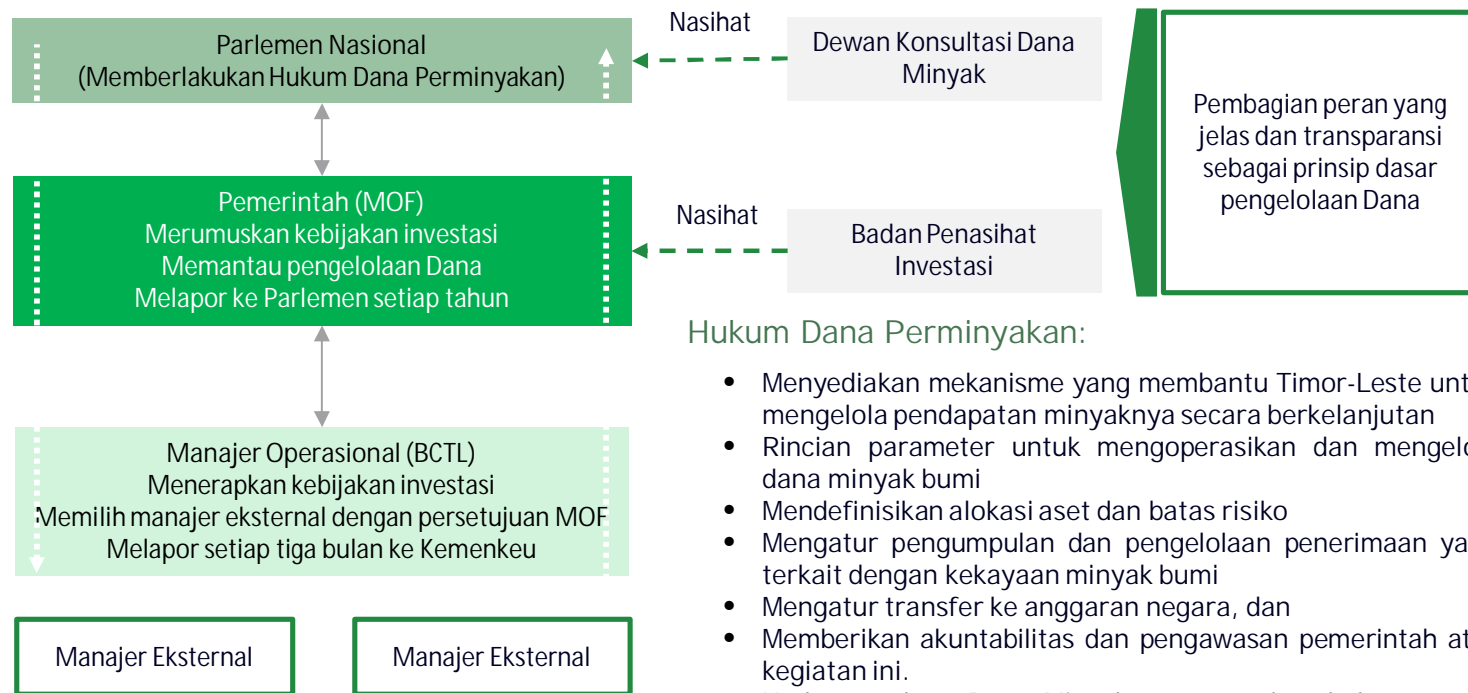 Parlemen Nasional
(Memberlakukan Hukum Dana Perminyakan)
Nasihat
Dewan Konsultasi Dana
Minyak
Pembagian peran yang
jelas dan transparansi
sebagai prinsip dasar
pengelolaan Dana
Pemerintah (MOF)
Merumuskan kebijakan investasi
Memantau pengelolaan Dana
Melapor ke Parlemen setiap tahun
Nasihat
Badan Penasihat
Investasi
Manajer Operasional (BCTL)
Menerapkan kebijakan investasi
Memilih manajer eksternal dengan persetujuan MOF
Melapor setiap tiga bulan ke Kemenkeu
Manajer Eksternal
Manajer Eksternal
Hukum Dana Perminyakan:
• Menyediakan mekanisme yang membantu Timor-Leste unt
mengelola pendapatan minyaknya secara berkelanjutan
• Rincian parameter untuk mengoperasikan dan mengelo
dana minyak bumi
• Mendefinisikan alokasi aset dan batas risiko
• Mengatur pengumpulan dan pengelolaan penerimaan ya
terkait dengan kekayaan minyak bumi
• Mengatur transfer ke anggaran negara, dan
• Memberikan akuntabilitas dan pengawasan pemerintah at
kegiatan ini.